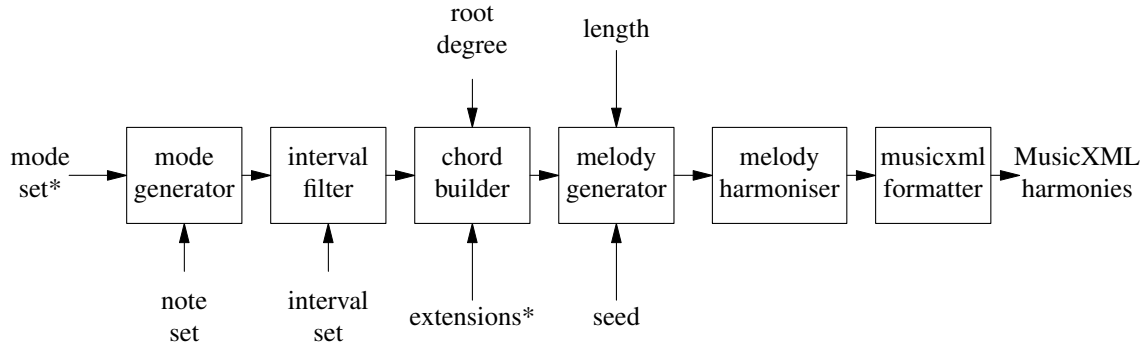 root
degree
length
mode
set*
mode
generator
interval
filter
chord
builder
melody
generator
melody
harmoniser
musicxml
formatter
MusicXML
harmonies
note
set
interval
set
extensions*
seed